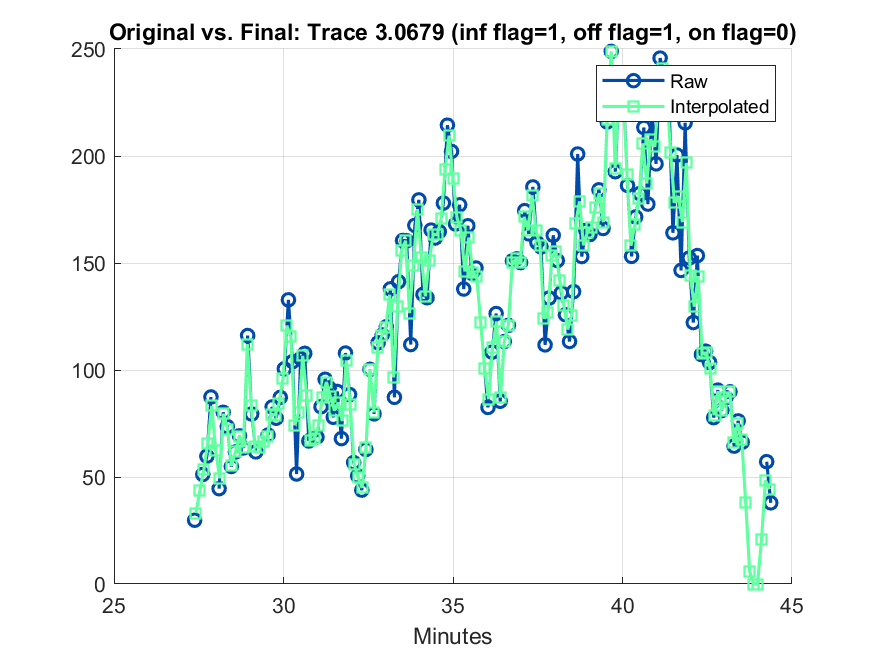 Original vs. Final: Trace 3.0679 (inf flag=1, off flag=1, on flag=0)
250
200
150
100
50
0
Raw
Interpolated
25
30
35
40
45
Minutes